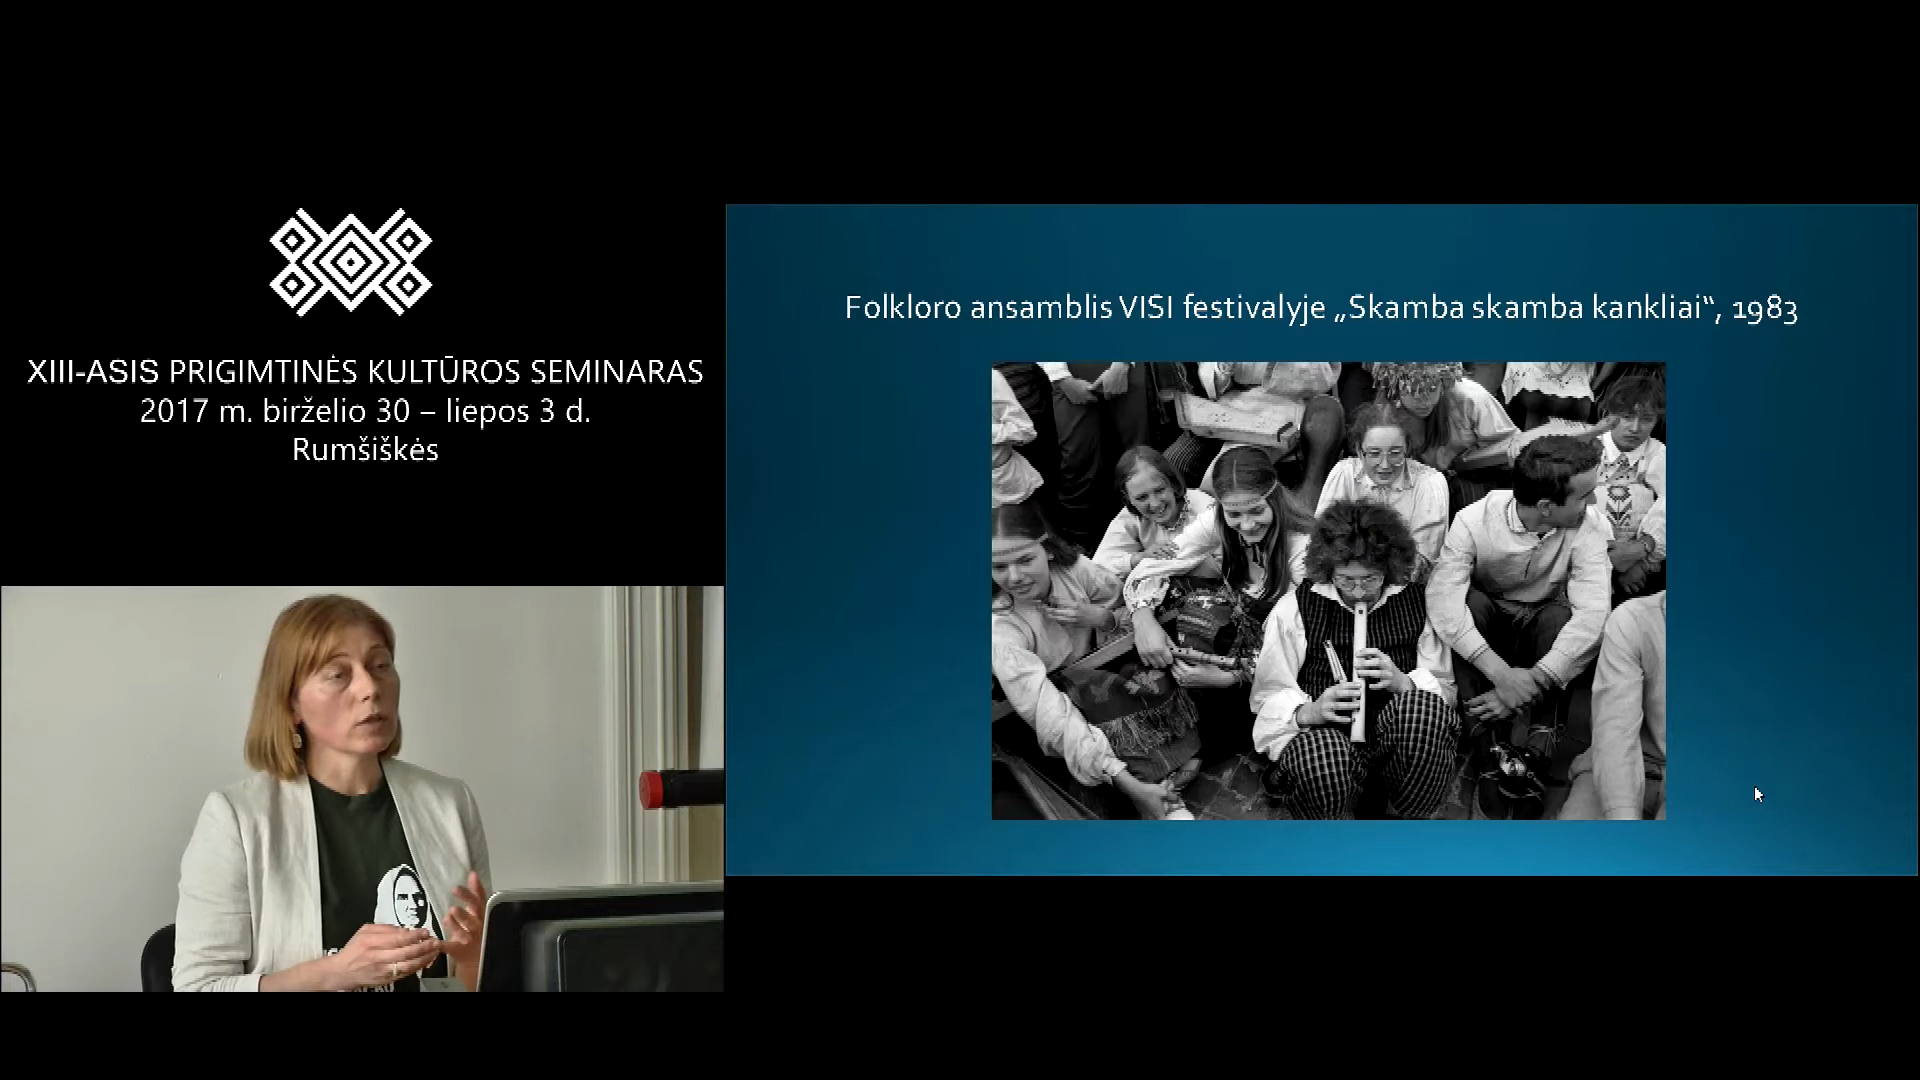 XIII-ASIS PRIGIMTINĖS KULTŪROS SEMINARAS
2017 m. birželio 30 – liepos 3 d.
Rumšiškės
Folkloro ansamblis VISI festivalyje „Skamba skamba kankliai“, 1983